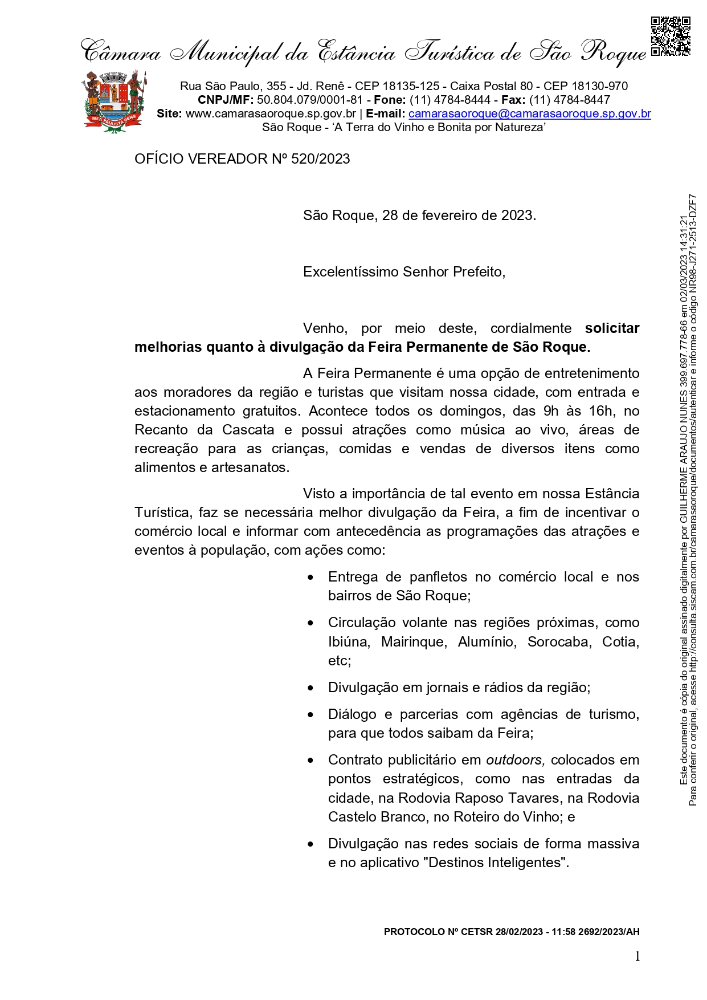 Câmara Municipal da Estância Turística de São Roque
Rua São Paulo, 355 - Jd. Renê - CEP 18135-125 - Caixa Postal 80 - CEP 18130-970
CNPJ/MF: 50.804.079/0001-81 - Fone: (11) 4784-8444 - Fax: (11) 4784-8447
Site: www.camarasaoroque.sp.gov.br | E-mail: camarasaoroque@camarasaoroque.sp.gov.br
São Roque - ‘A Terra do Vinho e Bonita por Natureza’
MEA PAULISTA GENS
OFÍCIO VEREADOR Nº 520/2023
São Roque, 28 de fevereiro de 2023.
Excelentíssimo Senhor Prefeito,
Venho, por meio deste, cordialmente solicitar
melhorias quanto à divulgação da Feira Permanente de São Roque.
A Feira Permanente é uma opção de entretenimento
aos moradores da região e turistas que visitam nossa cidade, com entrada e
estacionamento gratuitos. Acontece todos os domingos, das 9h às 16h, no
Recanto da Cascata e possui atrações como música ao vivo, áreas de
recreação para as crianças, comidas e vendas de diversos itens como
alimentos e artesanatos.
Visto a importância de tal evento em nossa Estância
Turística, faz se necessária melhor divulgação da Feira, a fim de incentivar o
comércio local e informar com antecedência as programações das atrações e
eventos à população, com ações como:
• Entrega de panfletos no comércio local e nos
bairros de São Roque;
• Circulação volante nas regiões próximas, como
Ibiúna, Mairinque, Alumínio, Sorocaba, Cotia,
etc;
• Divulgação em jornais e rádios da região;
• Diálogo e parcerias com agências de turismo,
para que todos saibam da Feira;
• Contrato publicitário em outdoors, colocados em
pontos estratégicos, como nas entradas da
cidade, na Rodovia Raposo Tavares, na Rodovia
Castelo Branco, no Roteiro do Vinho; e
• Divulgação nas redes sociais de forma massiva
e no aplicativo "Destinos Inteligentes".
PROTOCOLO Nº CETSR 28/02/2023 - 11:58 2692/2023/AH
1
Este documento é cópia do original assinado digitalmente por GUILHERME ARAUJO NUNES 399.697.778-66 em 02/03/2023 14:31:21
Para conferir o original, acesse http://consulta.siscam.com.br/camarasaoroque/documentos/autenticar e informe o código NR98-J271-2513-DZF7